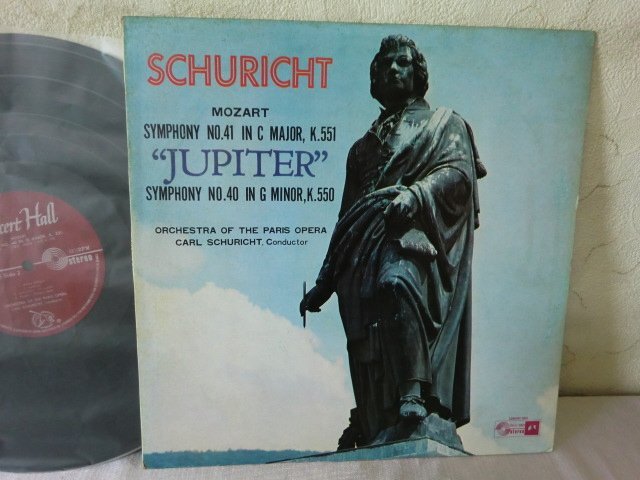 SCHURICHT
MOZART
SYMPHONY NO.41 IN C MAJOR, K.551
"JUPITER"
SYMPHONY NO.40 IN G MINOR,K.550
ORCHESTRA OF THE PARIS OPERA
CARL SCHURICHT, Conductor
cert Hall
stereo